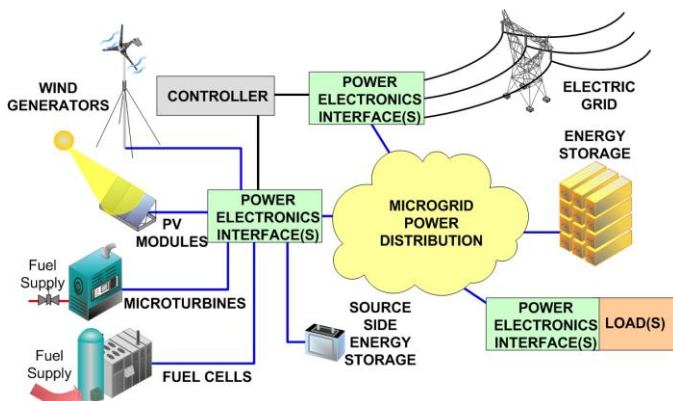 WIND
GENERATORS
CONTROLLER
POWER
ELECTRONICS
INTERFACE(S)
ELECTRIC
GRID
ENERGY
STORAGE
PV
MODULES
POWER
ELECTRONICS
INTERFACE(S)
MICROGRID
POWER
DISTRIBUTION
Fuel
Supply
MICROTURBINES
SOURCE
SIDE
ENERGY
STORAGE
POWER
ELECTRONICS
INTERFACE(S)
LOAD(S)
Fuel
Supply
FUEL CELLS